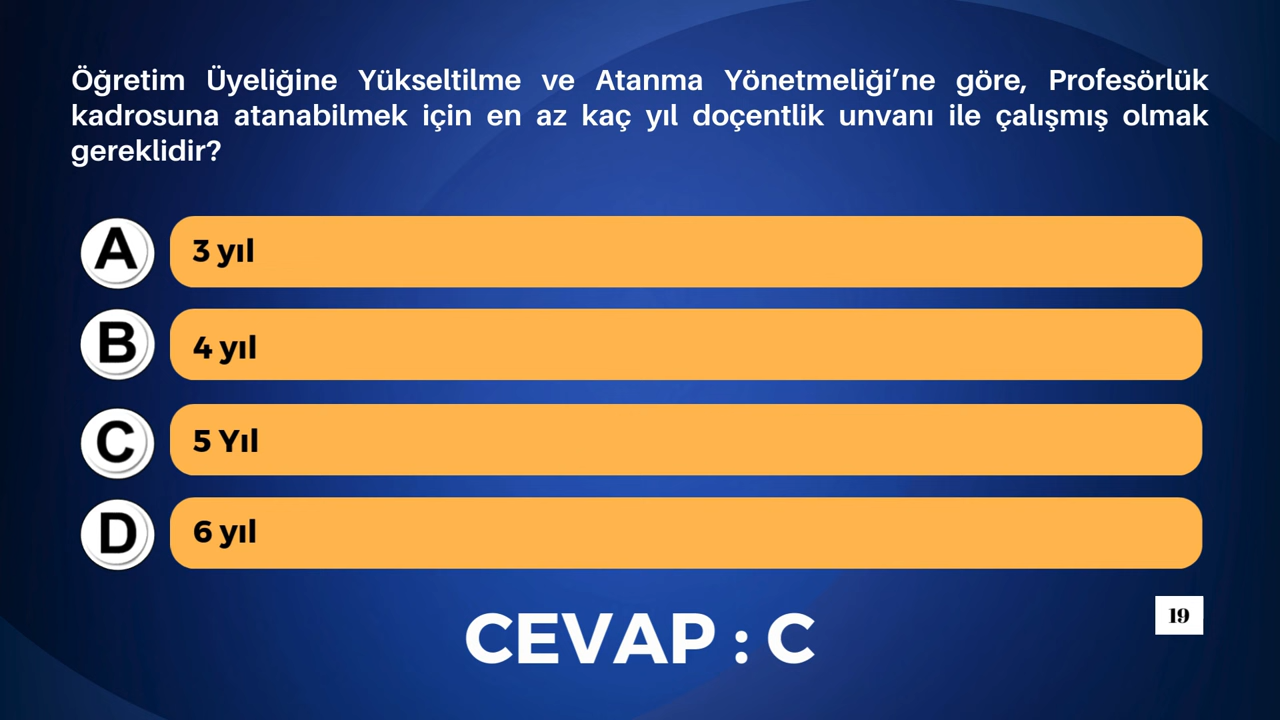 Öğretim Üyeliğine Yükseltilme ve Atanma Yönetmeliği’ne göre, Profesörlük
kadrosuna atanabilmek için en az kaç yıl doçentlik unvanı ile çalışmış olmak
gereklidir?
A 3 yıl
B 4 yıl
C 5 Yıl
D 6 yıl
CEVAP : C
19